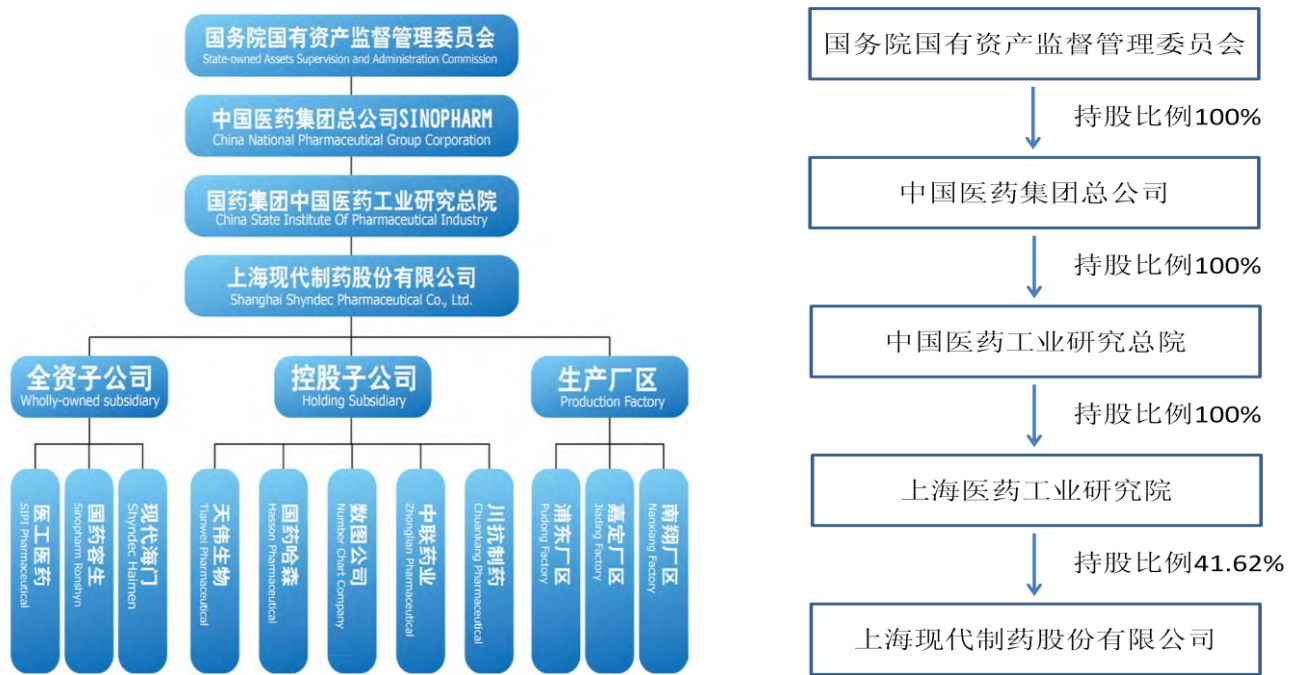 国务院国有资产监督管理委员会
State-owned Assets Supervision and Administration Commission
中国医药集团总公司SINOPHARM
China National Pharmaceutical Group Corporation
国药集团中国医药工业研究总院
China State Institute Of Pharmaceutical Industry
上海现代制药股份有限公司
Shanghai Shyndec Pharmaceutical Co., Ltd.
全资子公司
Wholly-owned subsidiary
控股子公司
Holding Subsidiary
生产厂区
Production Factory
医工医药
SIPI Pharmaceutical
国药容生
Sinopharm Ronshyn
现代海门
Shyndec Haimen
天伟生物
Tianwei Pharmaceutical
国药哈森
Hasson Pharmaceutical
数图公司
Number Chart Company
中联药业
Zhonglian Pharmaceutical
川抗制药
Chuankang Pharmaceutical
浦东厂区
Pudong Factory
嘉定厂区
Jiading Factory
南翔厂区
Nanxiang Factory
国务院国有资产监督管理委员会
持股比例100%
中国医药集团总公司
持股比例100%
中国医药工业研究总院
持股比例100%
上海医药工业研究院
持股比例41.62%
上海现代制药股份有限公司